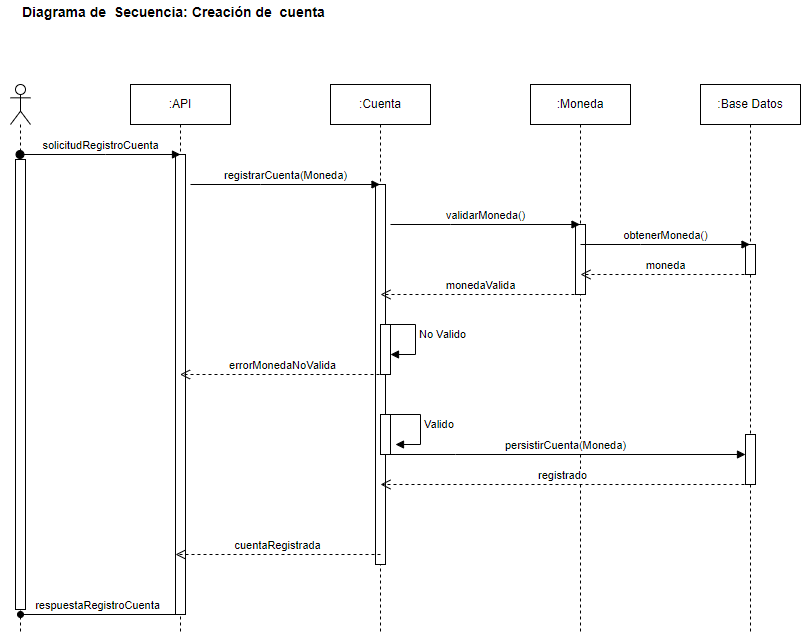 Diagrama de  Secuencia: Creación de  cuenta
:API
:Cuenta
:Moneda
:Base Datos
solicitudRegistroCuenta
registrarCuenta(Moneda)
validarMoneda()
obtenerMoneda()
moneda
monedaValida
No Valido
errorMonedaNoValida
Valido
persistirCuenta(Moneda)
registrado
cuentaRegistrada
respuestaRegistroCuenta